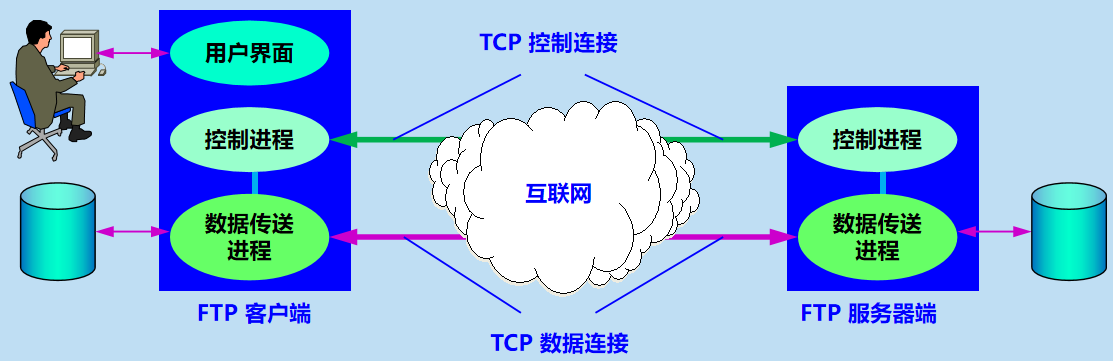 TCP 控制连接
用户界面
控制进程
控制进程
互联网
数据传送
进程
数据传送
进程
FTP 客户端
FTP 服务器端
TCP 数据连接